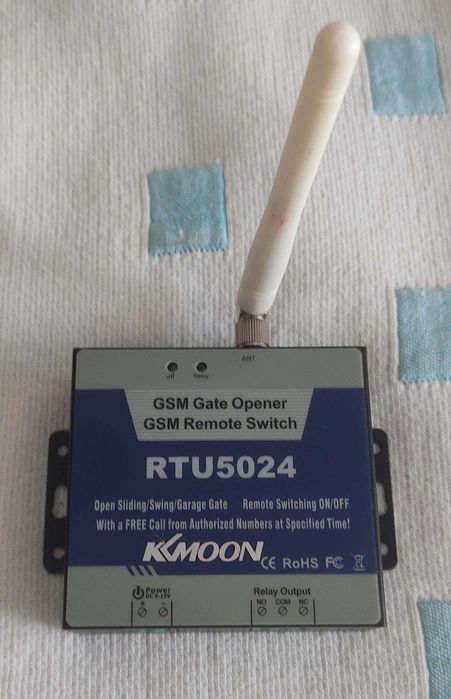 ANT
Relay
GSM Gate Opener
GSM Remote Switch
RTU5024
Open Sliding/Swing/Garage Gate Remote Switching ON/OFF
With a FREE Call from Authorized Numbers at Specified Time!
KKMOON CE RoHS FC
Power Relay Output
DC 9-15V
+ - NO COM NC